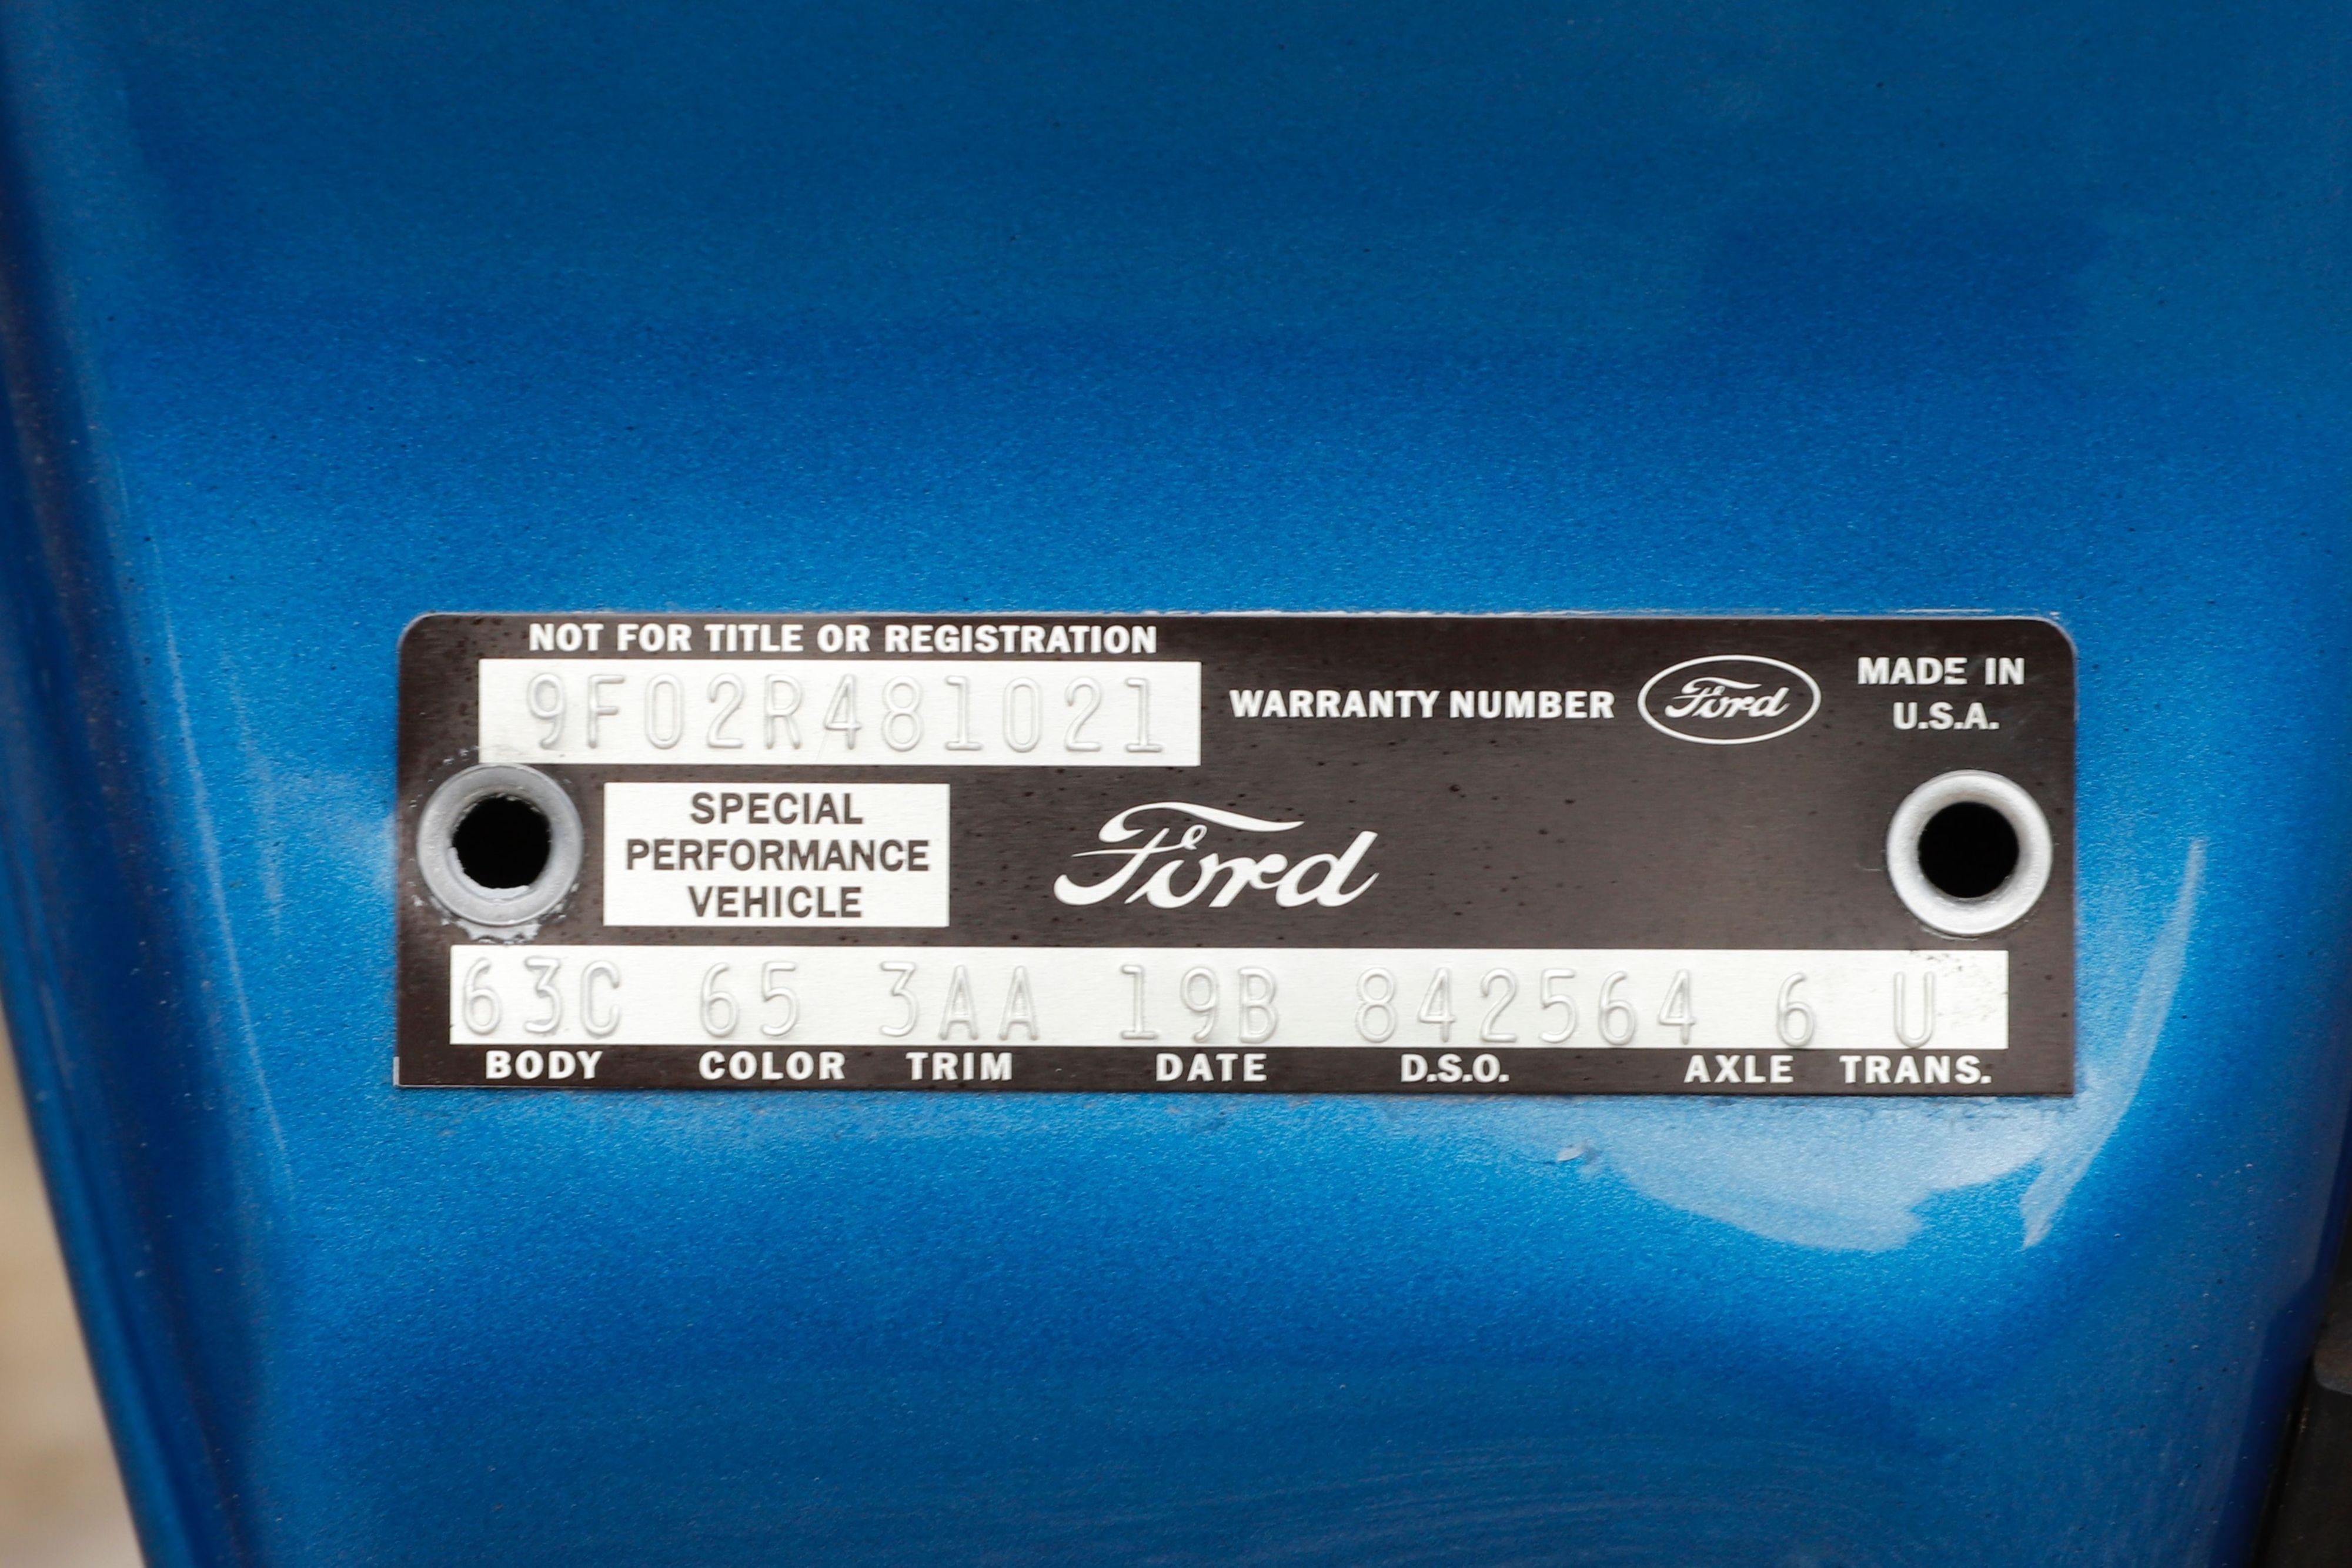 NOT FOR TITLE OR REGISTRATION
9F02R481021
WARRANTY NUMBER
Ford
MADE IN
U.S.A.
SPECIAL
PERFORMANCE
VEHICLE
Ford
63C 65 3AA 19B 842564 6 U
BODY COLOR TRIM DATE D.S.O. AXLE TRANS.